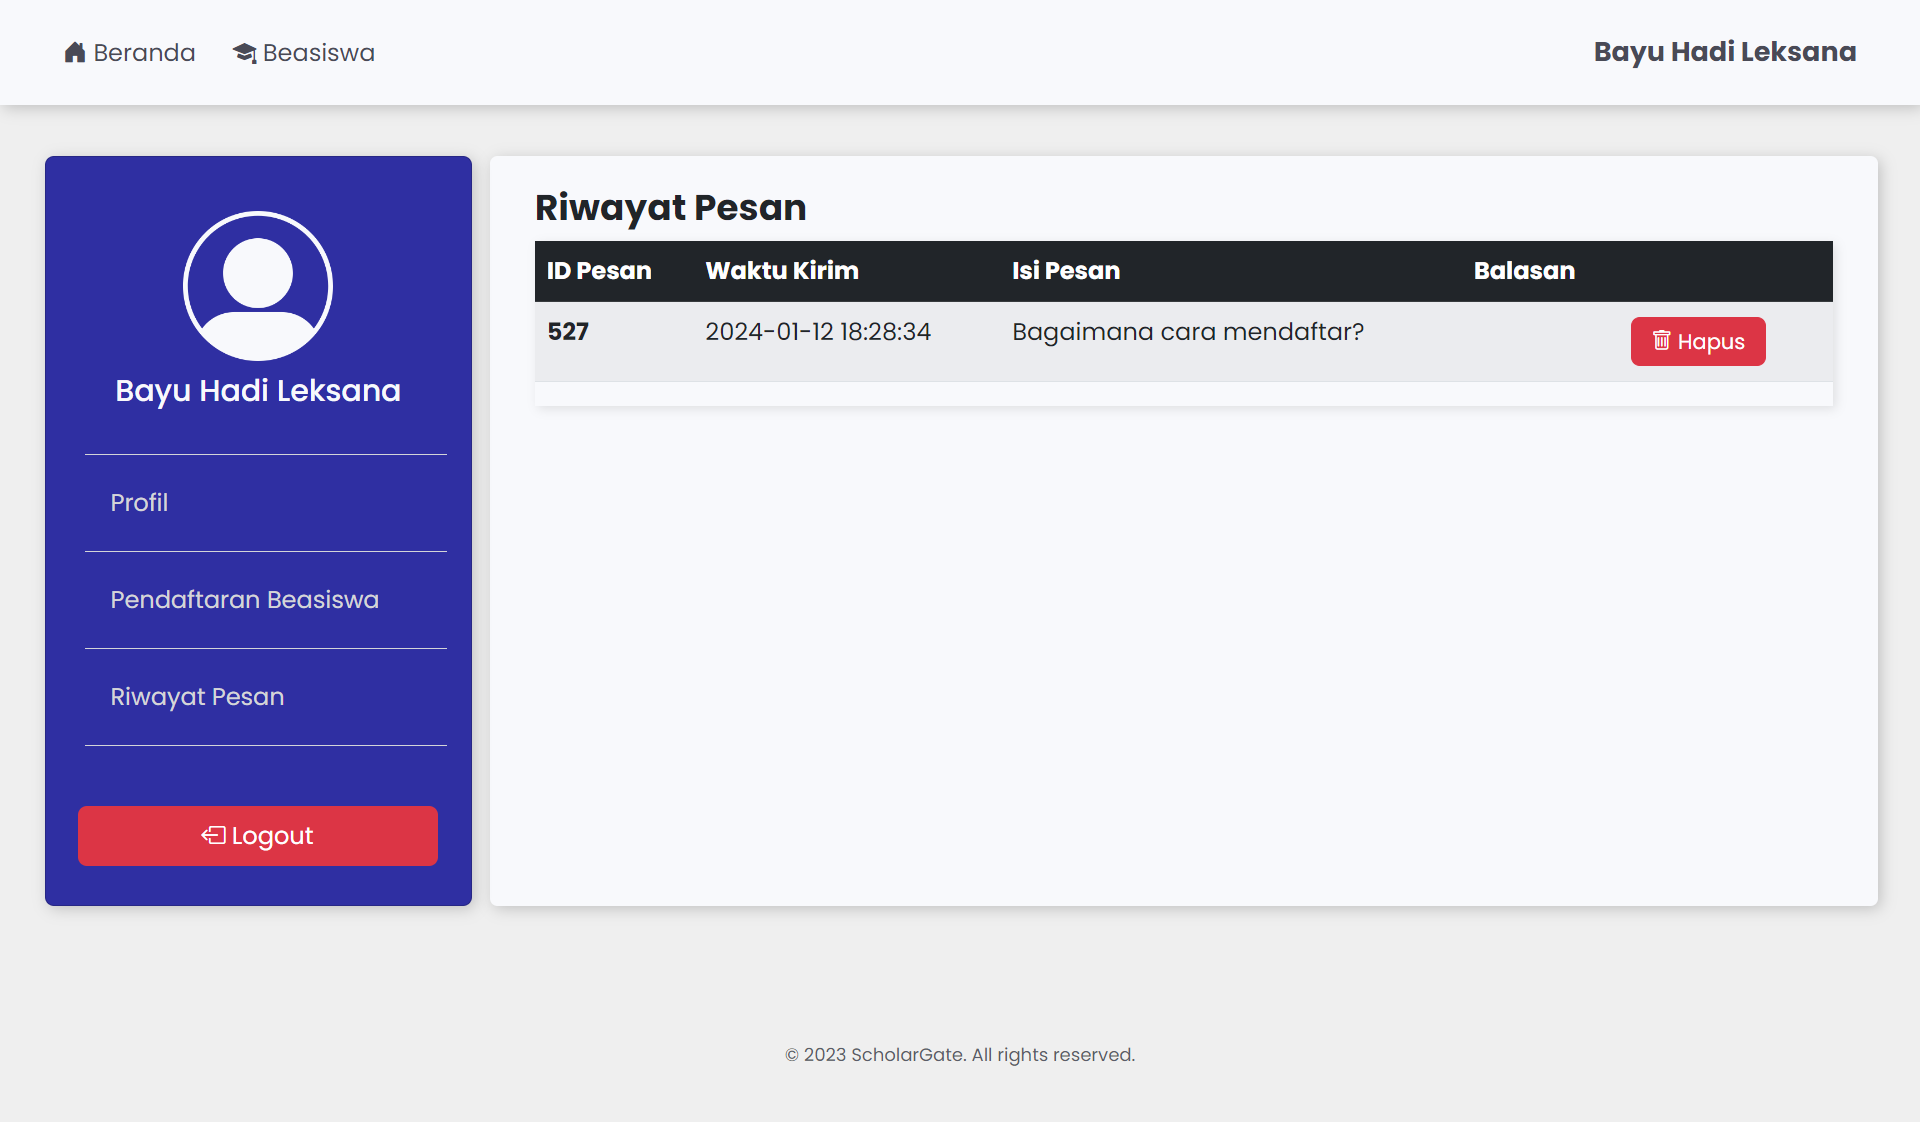 Beranda Beasiswa Bayu Hadi Leksana
Bayu Hadi Leksana
Profil
Pendaftaran Beasiswa
Riwayat Pesan
Logout
Riwayat Pesan
ID Pesan Waktu Kirim Isi Pesan Balasan
527 2024-01-12 18:28:34 Bagaimana cara mendaftar? Hapus
© 2023 ScholarGate. All rights reserved.